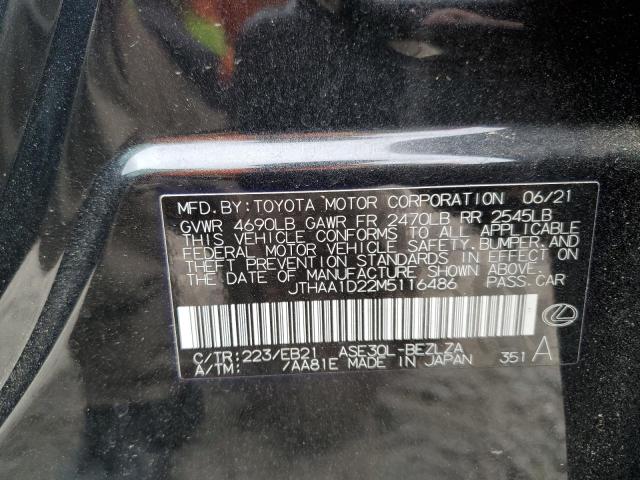 MFD.BY:TOYOTA MOTOR CORPORATION 06/21
GVWR 4690LB GAWR FR 2470LB RR 2545LB
THIS VEHICLE CONFORMS TO ALL APPLICABLE
FEDERAL MOTOR VEHICLE SAFETY,BUMPER,AND
THEFT PREVENTION STANDARDS IN EFFECT ON
THE DATE OF MANUFACTURE SHOWN ABOVE.
JTHAA1D22M5116486 PASS.CAR
C/TR:223/EB21 ASE30L-BEZLZA
A/TM: /AA81E MADE IN JAPAN 351 A